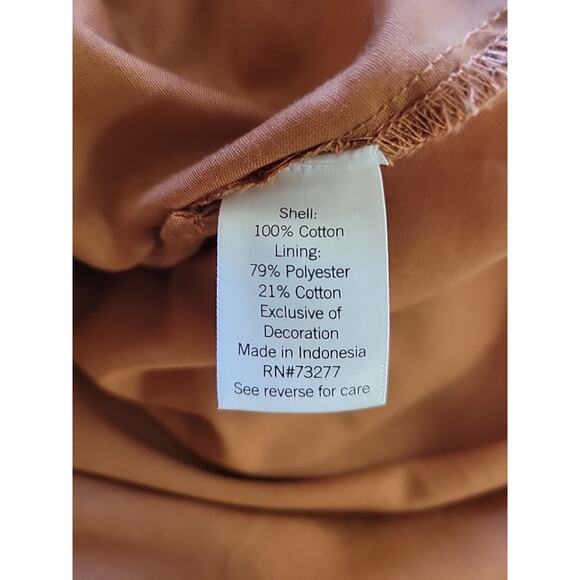 Shell:
100% Cotton
Lining:
79% Polyester
21% Cotton
Exclusive of
Decoration
Made in Indonesia
RN#73277
See reverse for care